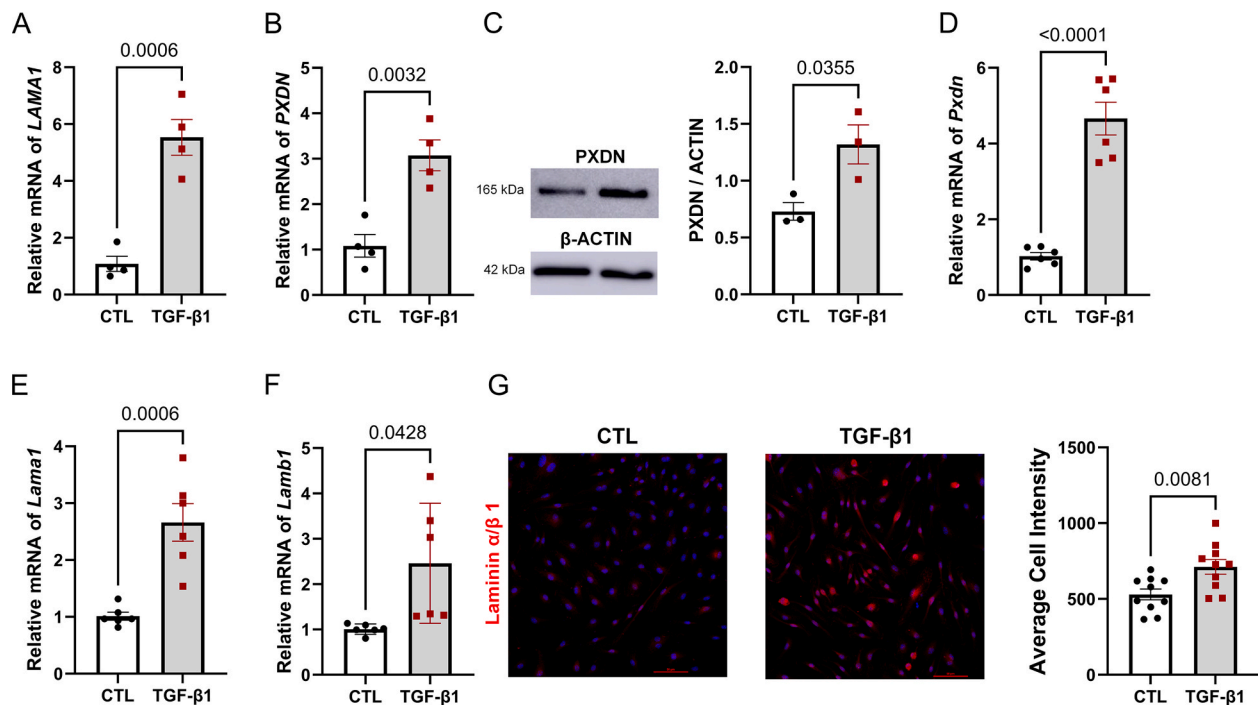 A
0.0006
Relative mRNA of LAMA1
8
6
4
2
0
CTL
TGF-β1
B
0.0032
Relative mRNA of PXDN
5
4
3
2
1
0
CTL
TGF-β1
C
PXDN
165 kDa
β-ACTIN
42 kDa
0.0355
PXDN / ACTIN
2.0
1.5
1.0
0.5
0.0
CTL
TGF-β1
D
<0.0001
Relative mRNA of Pxdn
6
4
2
0
CTL
TGF-β1
E
0.0006
Relative mRNA of Lama1
4
3
2
1
0
CTL
TGF-β1
F
0.0428
Relative mRNA of Lamb1
5
4
3
2
1
0
CTL
TGF-β1
G
CTL
TGF-β1
Laminin α/β 1
0.0081
Average Cell Intensity
1500
1000
500
0
CTL
TGF-β1